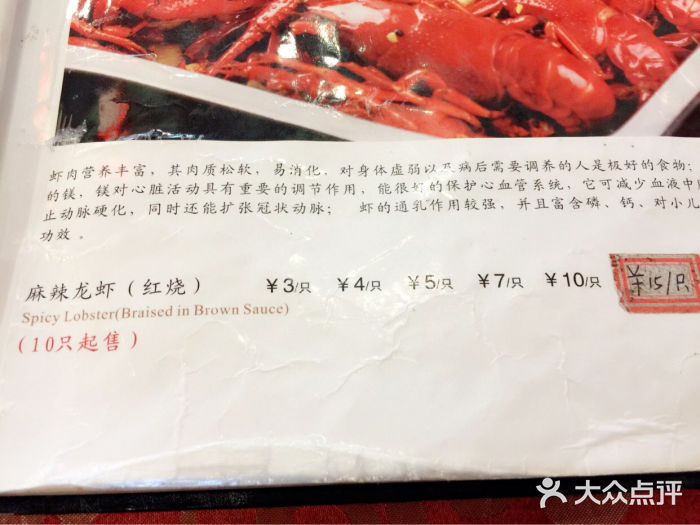 虾肉营养丰富，其肉质松软，易消化，对身体虚弱以及病后需要调养的人是极好的食物；
的镁，镁对心脏活动具有重要的调节作用，能很好的保护心血管系统，它可减少血液中
止动脉硬化，同时还能扩张冠状动脉； 虾的通乳作用较强，并且富含磷、钙、对小儿
功效。
麻辣龙虾（红烧） ￥3/只 ￥4/只 ￥5/只 ￥7/只 ￥10/只 ￥15/只
Spicy Lobster(Braised in Brown Sauce)
(10只起售)
大众点评